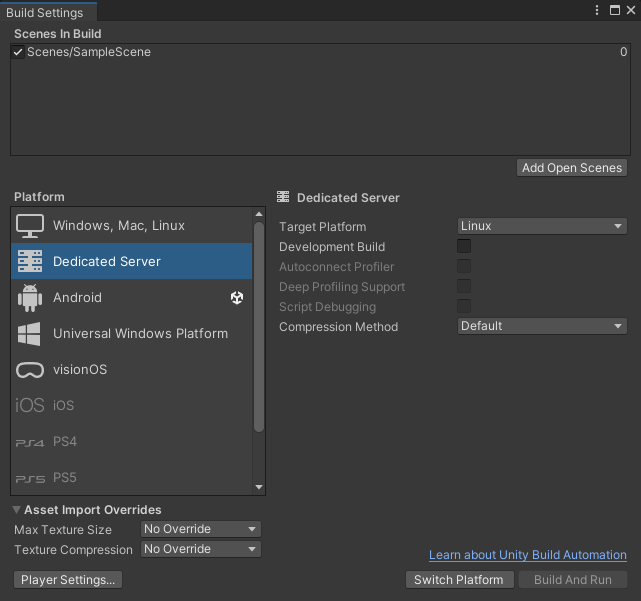 Build Settings
Scenes In Build
Scenes/SampleScene 0
Add Open Scenes
Platform
Windows, Mac, Linux
Dedicated Server
Android
Universal Windows Platform
visionOS
iOS iOS
PS4 PS4
PS5 PS5
Dedicated Server
Target Platform Linux
Development Build
Autoconnect Profiler
Deep Profiling Support
Script Debugging
Compression Method Default
Asset Import Overrides
Max Texture Size No Override
Texture Compression No Override
Learn about Unity Build Automation
Player Settings... Switch Platform Build And Run